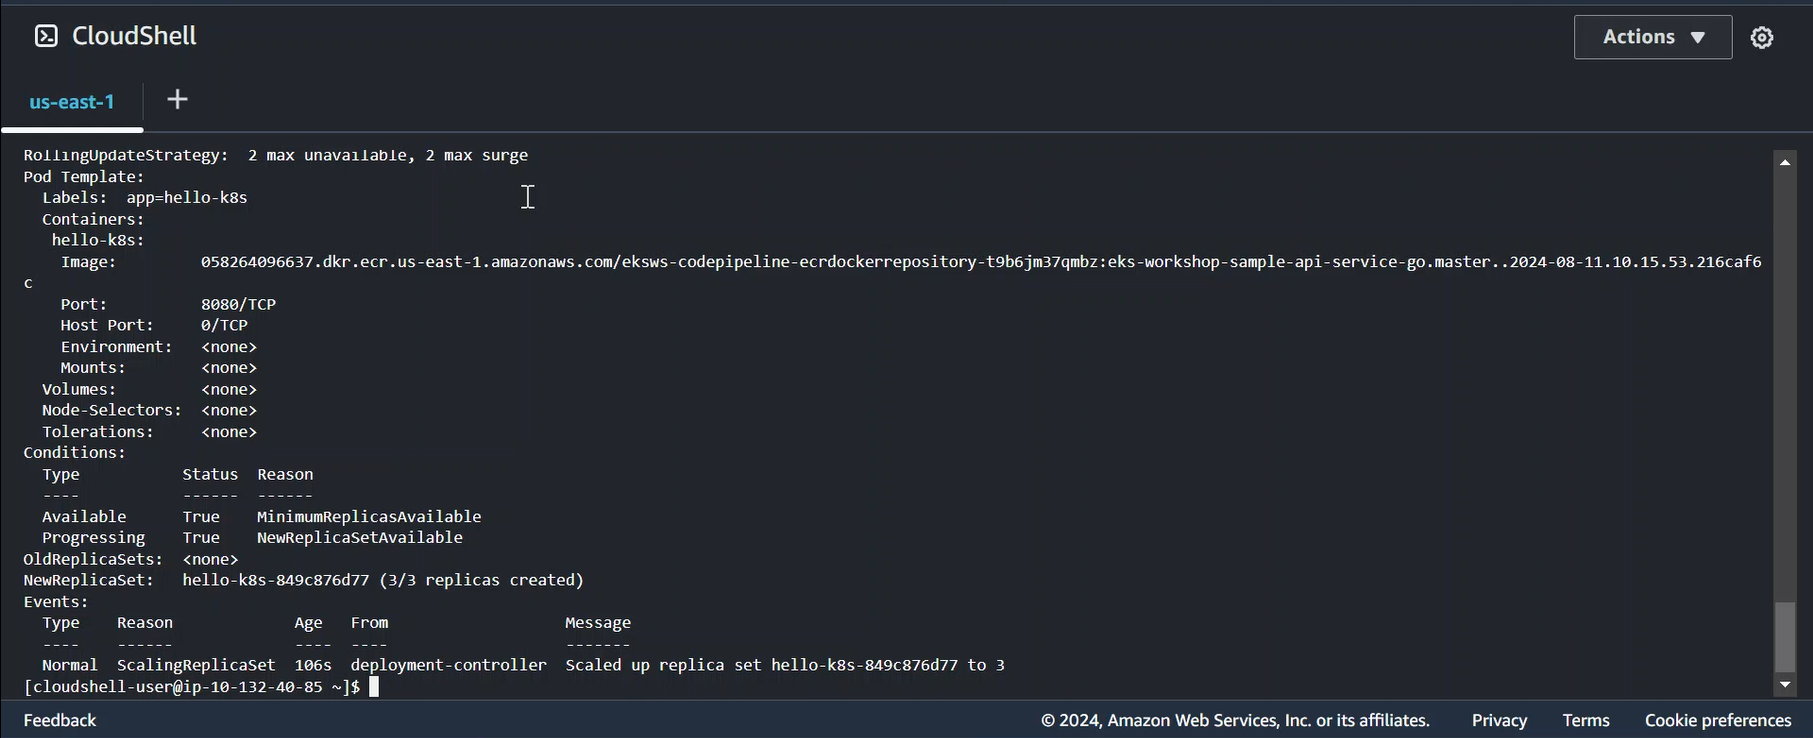 CloudShell
Actions
us-east-1
RollingUpdateStrategy:  2 max unavailable, 2 max surge
Pod Template:
  Labels:  app=hello-k8s
  Containers:
   hello-k8s:
    Image:         058264096637.dkr.ecr.us-east-1.amazonaws.com/eksws-codepipeline-ecrdockerrepository-t9b6jm37qmbz:eks-workshop-sample-api-service-go.master..2024-08-11.10.15.53.216caf6
c
    Port:          8080/TCP
    Host Port:     0/TCP
    Environment:   <none>
    Mounts:        <none>
  Volumes:         <none>
  Node-Selectors:  <none>
  Tolerations:     <none>
Conditions:
  Type           Status  Reason
  ----           ------  ------
  Available      True    MinimumReplicasAvailable
  Progressing    True    NewReplicaSetAvailable
OldReplicaSets:  <none>
NewReplicaSet:   hello-k8s-849c876d77 (3/3 replicas created)
Events:
  Type    Reason             Age   From                   Message
  ----    ------             ----  ----                   -------
  Normal  ScalingReplicaSet  106s  deployment-controller  Scaled up replica set hello-k8s-849c876d77 to 3
[cloudshell-user@ip-10-132-40-85 ~]$
Feedback
© 2024, Amazon Web Services, Inc. or its affiliates.
Privacy
Terms
Cookie preferences